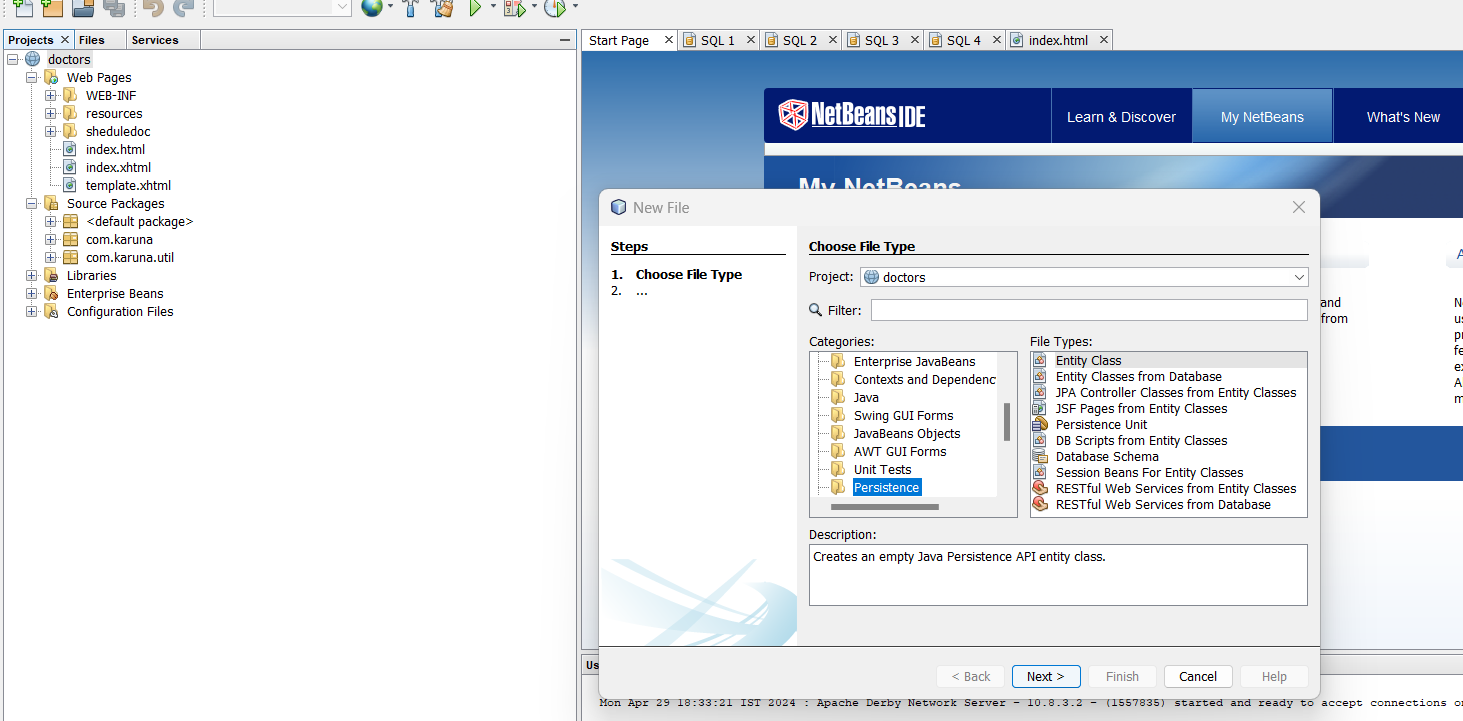 Projects
Files
Services
doctors
Web Pages
WEB-INF
resources
sheduledoc
index.html
index.xhtml
template.xhtml
Source Packages
<default package>
com.karuna
com.karuna.util
Libraries
Enterprise Beans
Configuration Files
Start Page
SQL 1
SQL 2
SQL 3
SQL 4
index.html
NetBeans IDE
Learn & Discover
My NetBeans
What's New
My NetBeans
New File
Steps
1. Choose File Type
2. ...
Choose File Type
Project: doctors
Filter:
Categories:
Enterprise JavaBeans
Contexts and Dependenc
Java
Swing GUI Forms
JavaBeans Objects
AWT GUI Forms
Unit Tests
Persistence
File Types:
Entity Class
Entity Classes from Database
JPA Controller Classes from Entity Classes
JSF Pages from Entity Classes
Persistence Unit
DB Scripts from Entity Classes
Database Schema
Session Beans For Entity Classes
RESTful Web Services from Entity Classes
RESTful Web Services from Database
Description:
Creates an empty Java Persistence API entity class.
< Back
Next >
Finish
Cancel
Help
and
from
Us
Mon Apr 29 18:33:21 IST 2024 : Apache Derby Network Server - 10.8.3.2 - (1557835) started and ready to accept connections